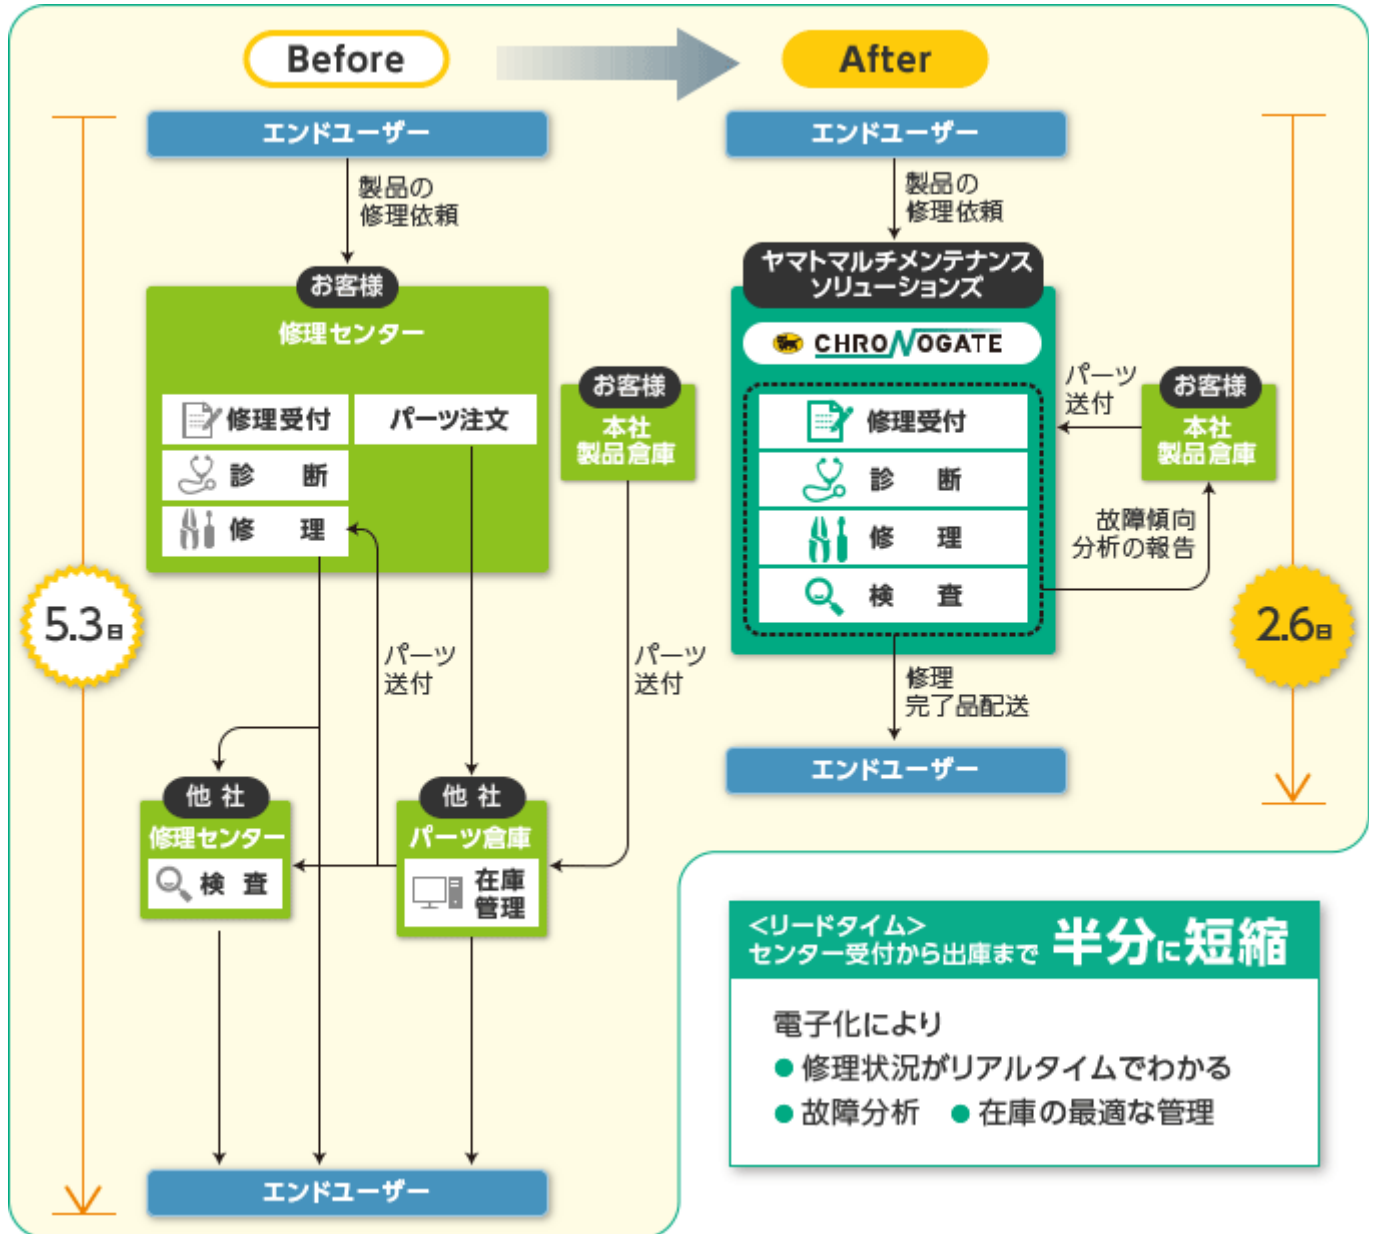 Before
After
エンドユーザー
製品の
修理依頼
お客様
修理センター
修理受付
パーツ注文
診 断
修 理
お客様
本社
製品倉庫
5.3日
パーツ
送付
パーツ
送付
他 社
修理センター
検 査
他 社
パーツ倉庫
在庫
管理
エンドユーザー
エンドユーザー
製品の
修理依頼
ヤマトマルチメンテナンス
ソリューションズ
CHRONOGATE
修理受付
診 断
修 理
検 査
パーツ
送付
お客様
本社
製品倉庫
故障傾向
分析の報告
2.6日
修理
完了品配送
エンドユーザー
<リードタイム>
センター受付から出庫まで 半分に短縮
電子化により
● 修理状況がリアルタイムでわかる
● 故障分析 ● 在庫の最適な管理